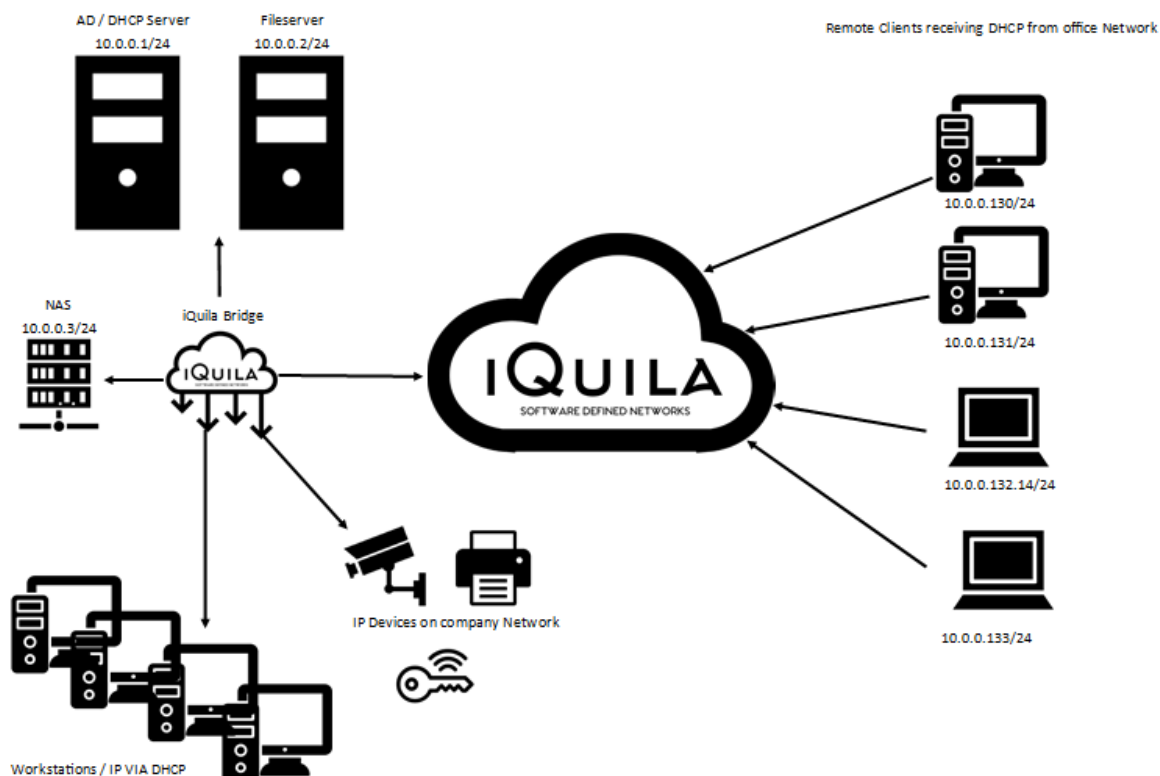 AD / DHCP Server
10.0.0.1/24
Fileserver
10.0.0.2/24
Remote Clients receiving DHCP from office Network
10.0.0.130/24
10.0.0.131/24
NAS
10.0.0.3/24
iQuila Bridge
iQUILA
SOFTWARE DEFINED NETWORKS
iQUILA
SOFTWARE DEFINED NETWORKS
10.0.0.132.14/24
10.0.0.133/24
IP Devices on company Network
Workstations / IP VIA DHCP